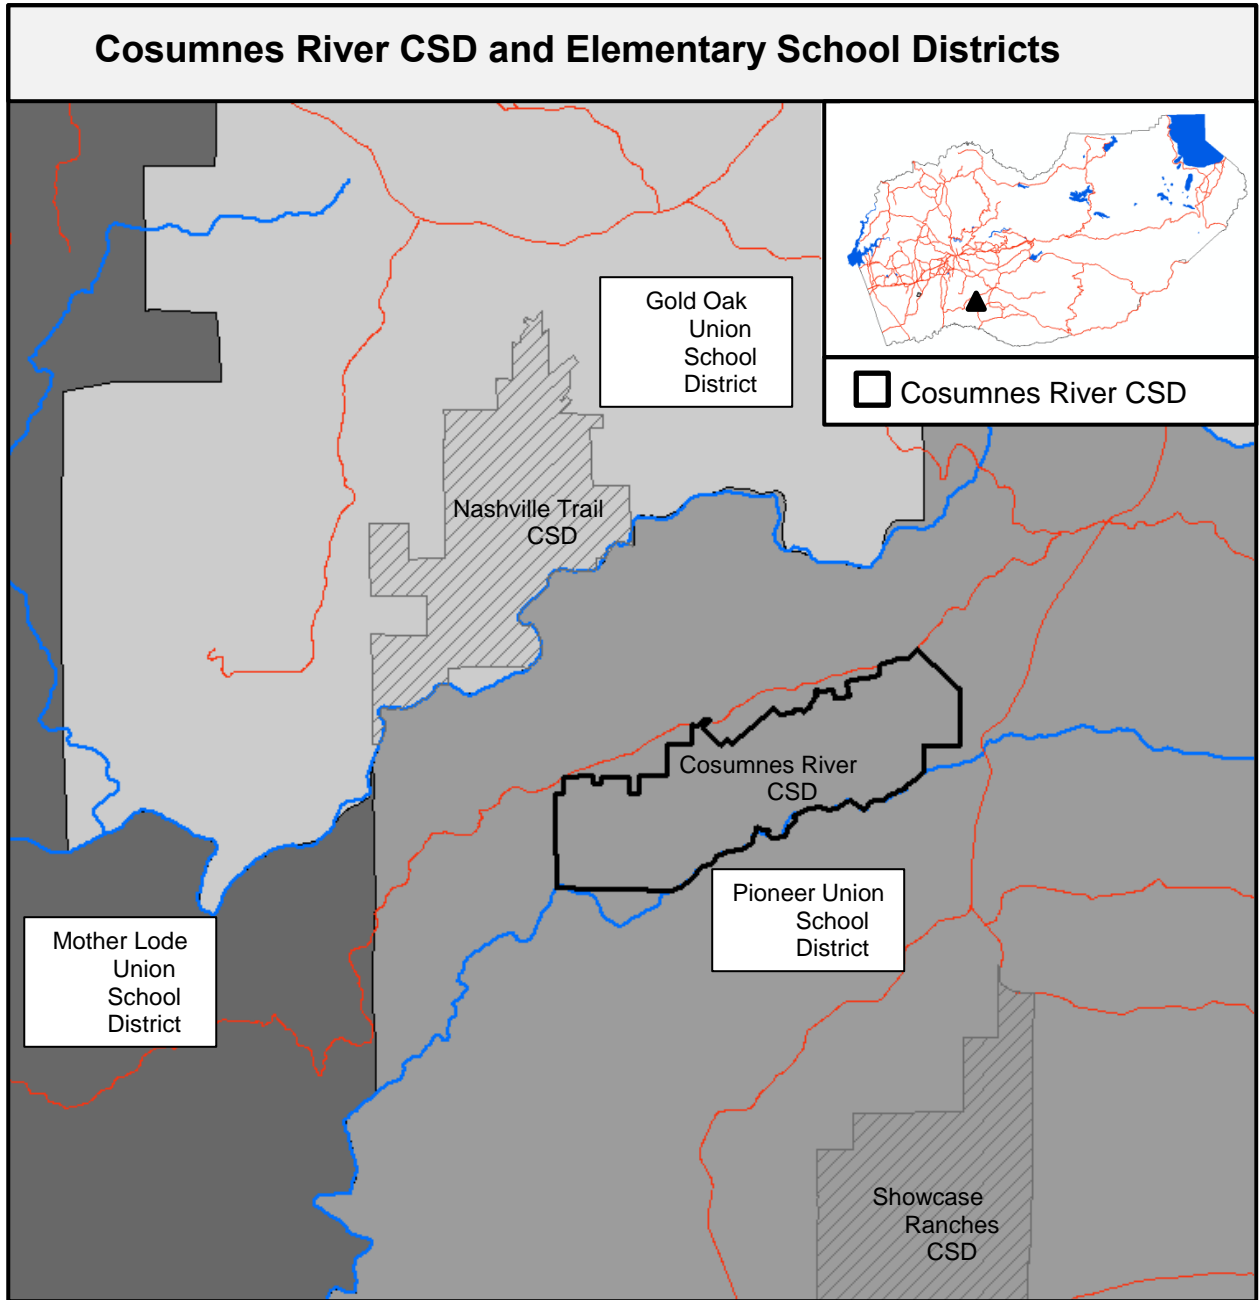 Cosumnes River CSD and Elementary School Districts
Gold Oak
Union
School
District
Cosumnes River CSD
Nashville Trail
CSD
Cosumnes River
CSD
Pioneer Union
School
District
Mother Lode
Union
School
District
Showcase
Ranches
CSD